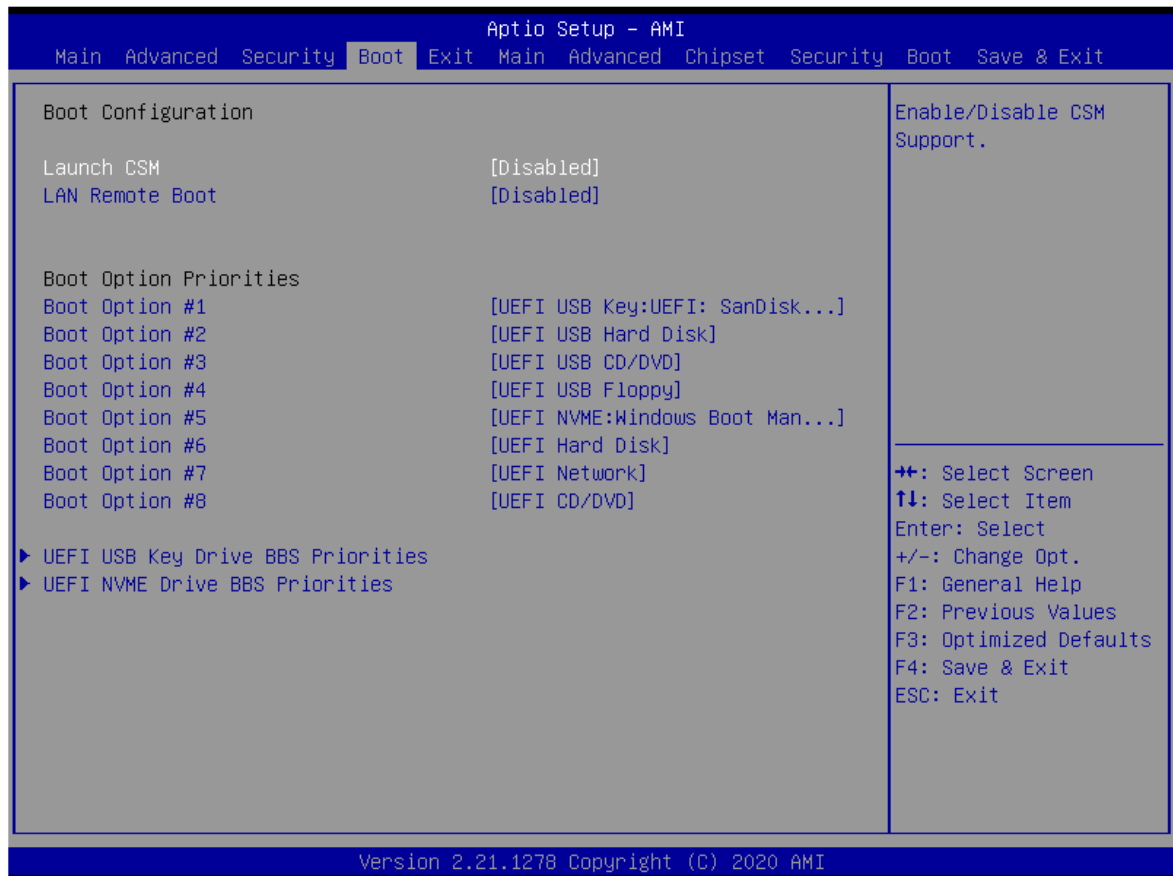 Aptio Setup - AMI
Main Advanced Security Boot Exit Main Advanced Chipset Security Boot Save & Exit
Boot Configuration
Launch CSM [Disabled]
LAN Remote Boot [Disabled]
Boot Option Priorities
Boot Option #1 [UEFI USB Key:UEFI: SanDisk...]
Boot Option #2 [UEFI USB Hard Disk]
Boot Option #3 [UEFI USB CD/DVD]
Boot Option #4 [UEFI USB Floppy]
Boot Option #5 [UEFI NVME:Windows Boot Man...]
Boot Option #6 [UEFI Hard Disk]
Boot Option #7 [UEFI Network]
Boot Option #8 [UEFI CD/DVD]
▶ UEFI USB Key Drive BBS Priorities
▶ UEFI NVME Drive BBS Priorities
Enable/Disable CSM
Support.
→←: Select Screen
↑↓: Select Item
Enter: Select
+/-: Change Opt.
F1: General Help
F2: Previous Values
F3: Optimized Defaults
F4: Save & Exit
ESC: Exit
Version 2.21.1278 Copyright (C) 2020 AMI